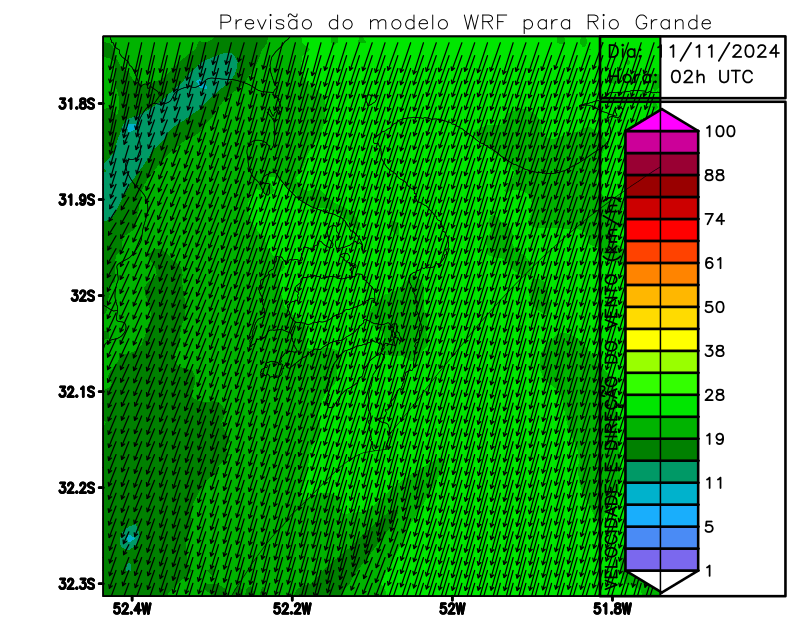 Previsão do modelo WRF para Rio Grande
Dia: 11/11/2024
Hora: 02h UTC
31.8S
31.9S
32S
32.1S
32.2S
32.3S
52.4W
52.2W
52W
51.8W
VELOCIDADE E DIREÇÃO DO VENTO (km/h)
100
88
74
61
50
38
28
19
11
5
1